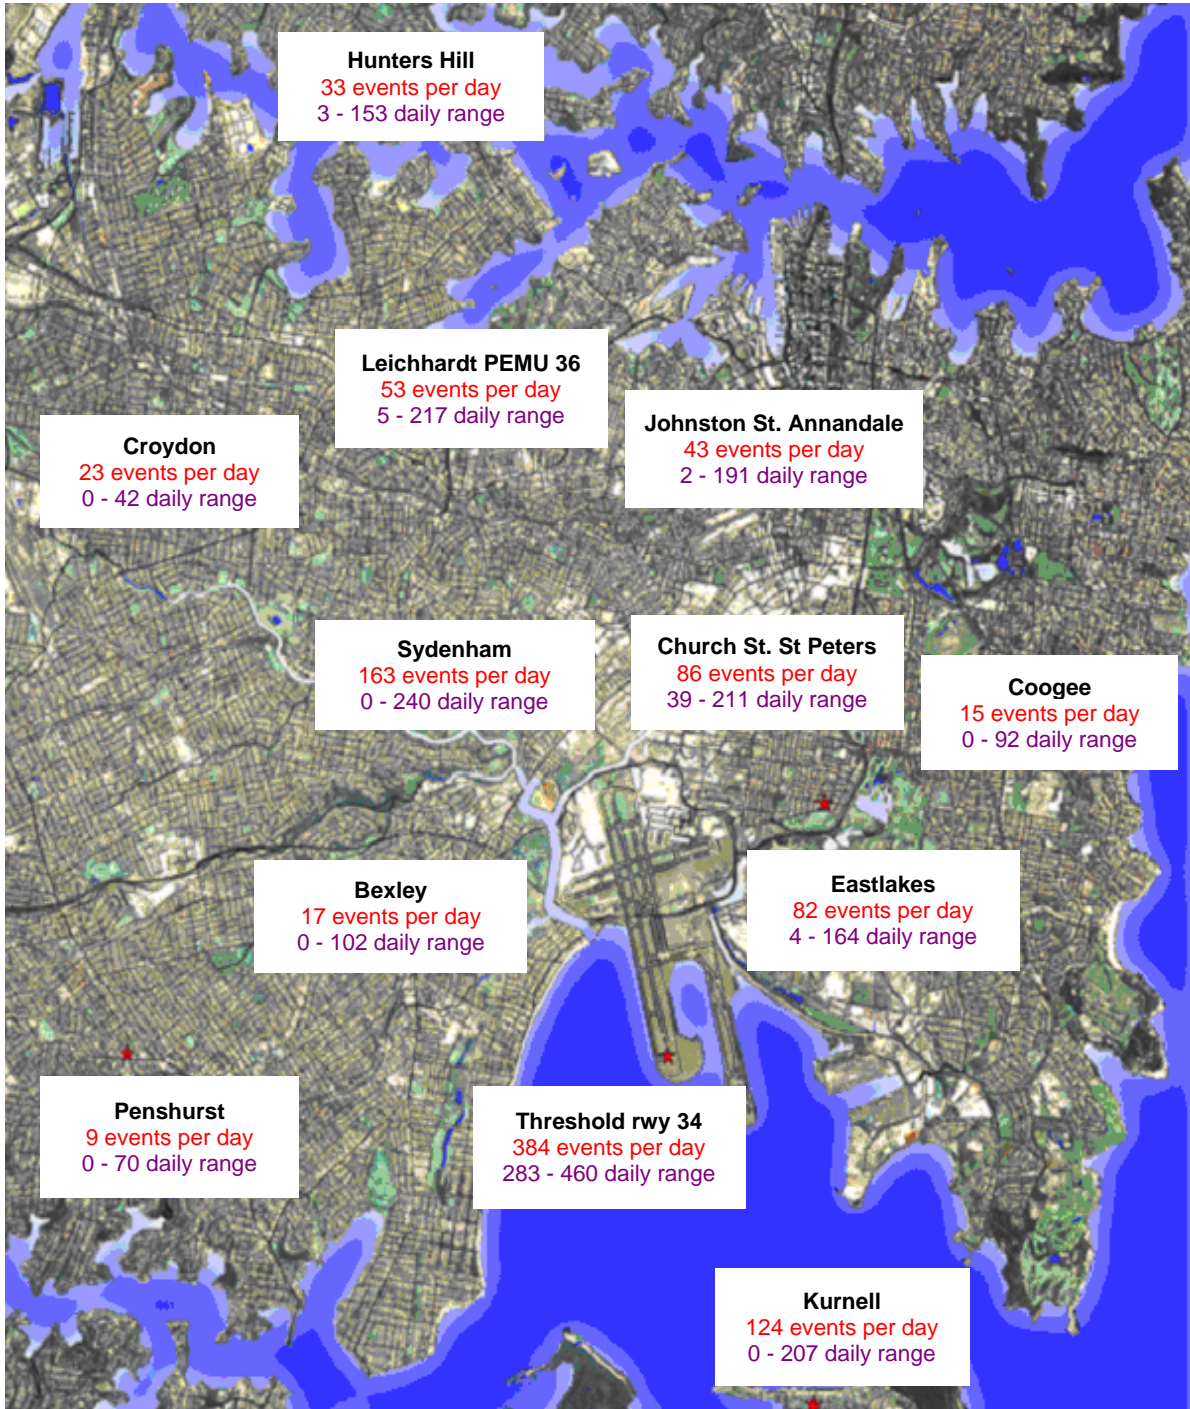 Hunters Hill
33 events per day
3 - 153 daily range
Leichhardt PEMU 36
53 events per day
5 - 217 daily range
Johnston St. Annandale
43 events per day
2 - 191 daily range
Croydon
23 events per day
0 - 42 daily range
Sydenham
163 events per day
0 - 240 daily range
Church St. St Peters
86 events per day
39 - 211 daily range
Coogee
15 events per day
0 - 92 daily range
Bexley
17 events per day
0 - 102 daily range
Eastlakes
82 events per day
4 - 164 daily range
Penshurst
9 events per day
0 - 70 daily range
Threshold rwy 34
384 events per day
283 - 460 daily range
Kurnell
124 events per day
0 - 207 daily range